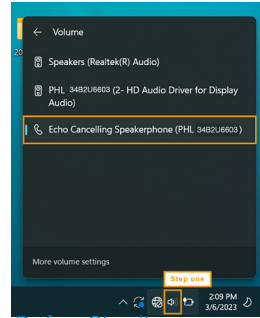 ← Volume
20
Speakers (Realtek(R) Audio)
PHL 34B2U6603 (2- HD Audio Driver for Display
Audio)
Echo Cancelling Speakerphone (PHL 34B2U6603)
More volume settings
Step one
2:09 PM
3/6/2023